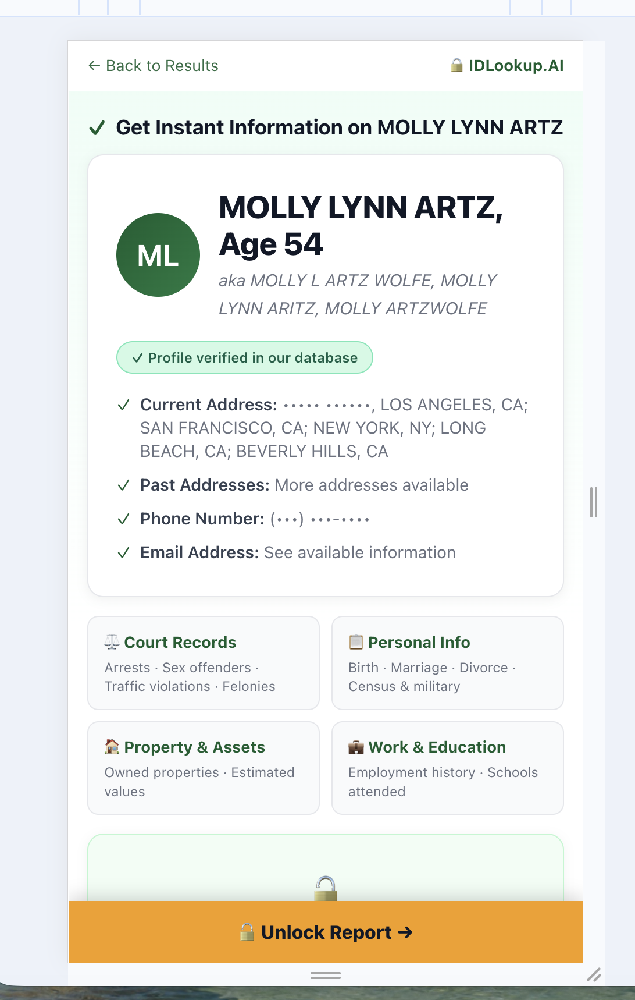 ← Back to Results
🔒 IDLookup.AI
✓ Get Instant Information on MOLLY LYNN ARTZ
ML
MOLLY LYNN ARTZ,
Age 54
aka MOLLY L ARTZ WOLFE, MOLLY
LYNN ARITZ, MOLLY ARTZWOLFE
✓ Profile verified in our database
✓ Current Address: ••••• ••••••, LOS ANGELES, CA;
SAN FRANCISCO, CA; NEW YORK, NY; LONG
BEACH, CA; BEVERLY HILLS, CA
✓ Past Addresses: More addresses available
✓ Phone Number: (•••) •••-••••
✓ Email Address: See available information
⚖️ Court Records
Arrests · Sex offenders ·
Traffic violations · Felonies
📋 Personal Info
Birth · Marriage · Divorce ·
Census & military
🏠 Property & Assets
Owned properties · Estimated
values
💼 Work & Education
Employment history · Schools
attended
🔓 Unlock Report →